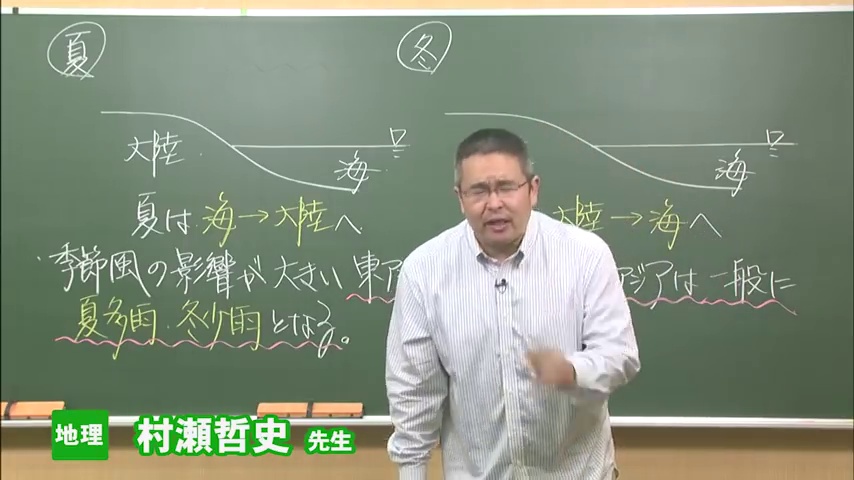 夏
冬
大陸
海
海
夏は海→大陸へ
大陸→海へ
季節風の影響が大きい東ア
アジアは一般に
夏多雨・冬少雨となる。
地理 村瀬哲史 先生